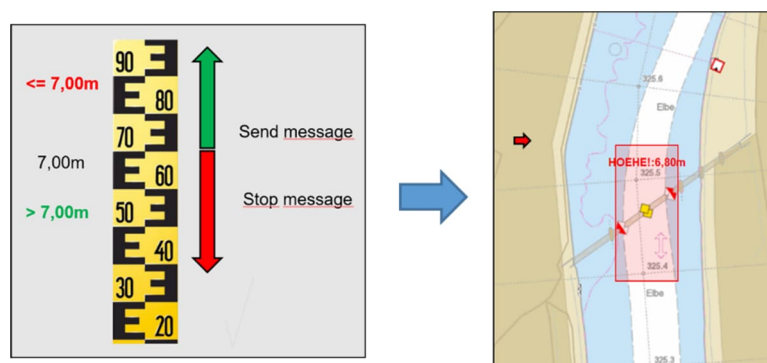 90
<= 7,00m
80
70
Send message
7,00m
60
Stop message
> 7,00m
50
40
30
20
325.6
Elbe
HOEHE!:6,80m
325.5
325.4
Elbe
325.3